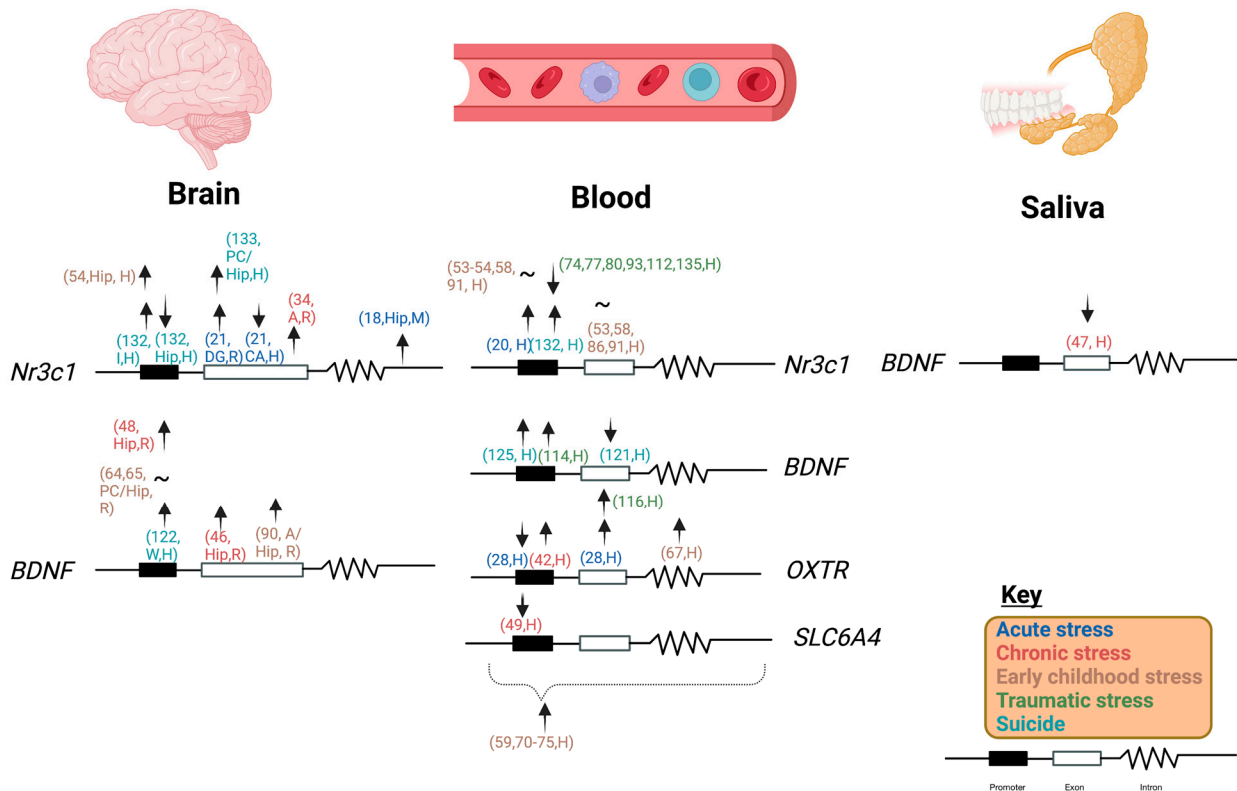 Brain
Blood
Saliva
(54,Hip, H)
(133,
PC/
Hip,H)
(132,
I,H)
(132,
Hip,H)
(21,
DG,R)
(21,
CA,H)
(34,
A,R)
(18,Hip,M)
Nr3c1
(53-54,58,
91, H)
~
(74,77,80,93,112,135,H)
~
(20, H)
(132, H)
(53,58,
86,91,H)
Nr3c1
(47, H)
BDNF
(48,
Hip,R)
(64,65,
PC/Hip,
R)
~
(122,
W,H)
(46,
Hip,R)
(90, A/
Hip, R)
BDNF
(125, H)
(114,H)
(121,H)
BDNF
(116,H)
(28,H)
(42,H)
(28,H)
(67,H)
OXTR
(49,H)
SLC6A4
(59,70-75,H)
Key
Acute stress
Chronic stress
Early childhood stress
Traumatic stress
Suicide
Promoter
Exon
Intron